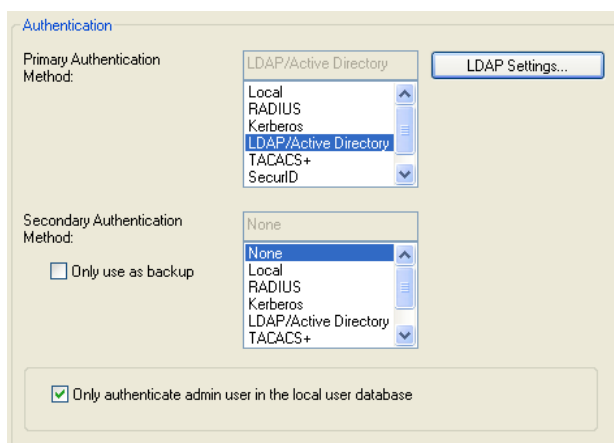 Authentication
Primary Authentication
Method:
LDAP/Active Directory
LDAP Settings...
Local
RADIUS
Kerberos
LDAP/Active Directory
TACACS+
SecurID
Secondary Authentication
Method:
None
Only use as backup
None
Local
RADIUS
Kerberos
LDAP/Active Directory
TACACS+
Only authenticate admin user in the local user database